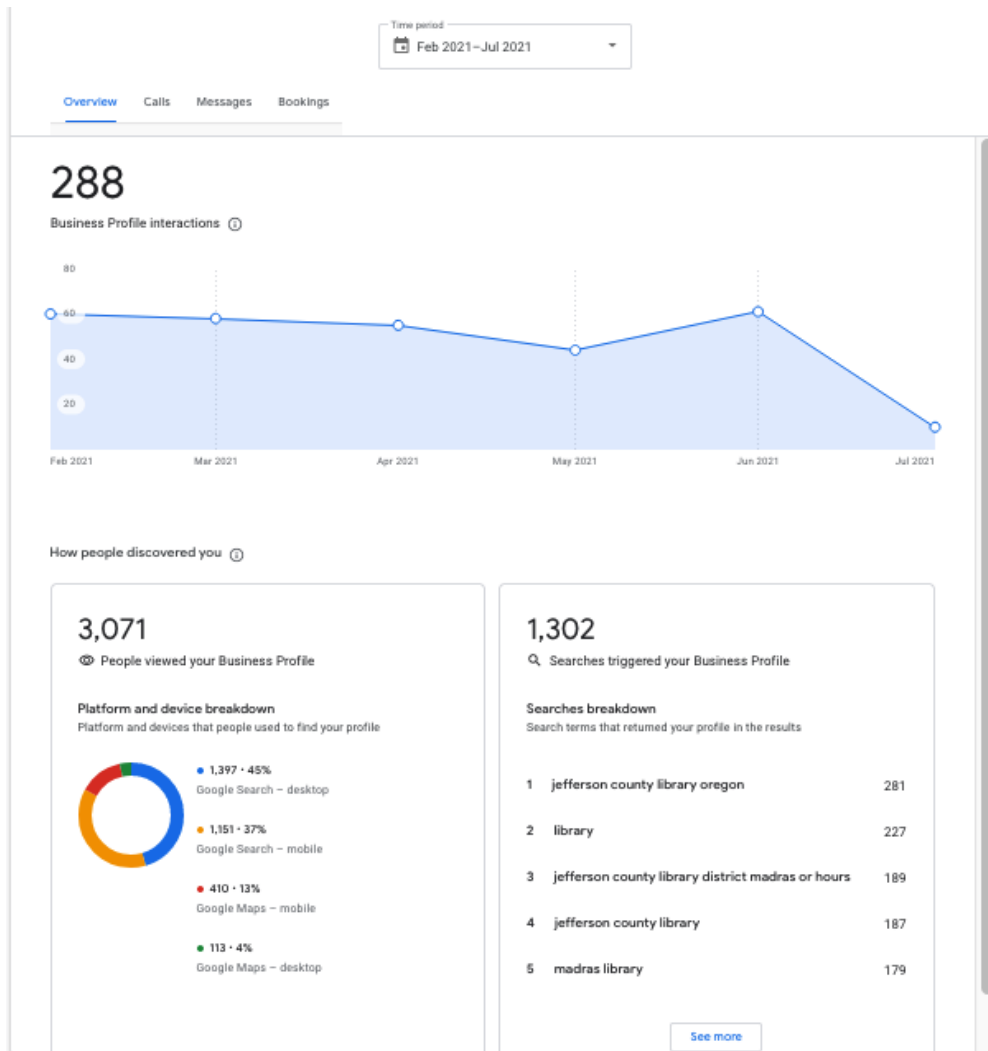 Time period
Feb 2021–Jul 2021
Overview Calls Messages Bookings
288
Business Profile interactions
80
60
40
20
Feb 2021 Mar 2021 Apr 2021 May 2021 Jun 2021 Jul 2021
How people discovered you
3,071
People viewed your Business Profile
Platform and device breakdown
Platform and devices that people used to find your profile
1,397 · 45%
Google Search – desktop
1,151 · 37%
Google Search – mobile
410 · 13%
Google Maps – mobile
113 · 4%
Google Maps – desktop
1,302
Searches triggered your Business Profile
Searches breakdown
Search terms that returned your profile in the results
1 jefferson county library oregon 281
2 library 227
3 jefferson county library district madras or hours 189
4 jefferson county library 187
5 madras library 179
See more